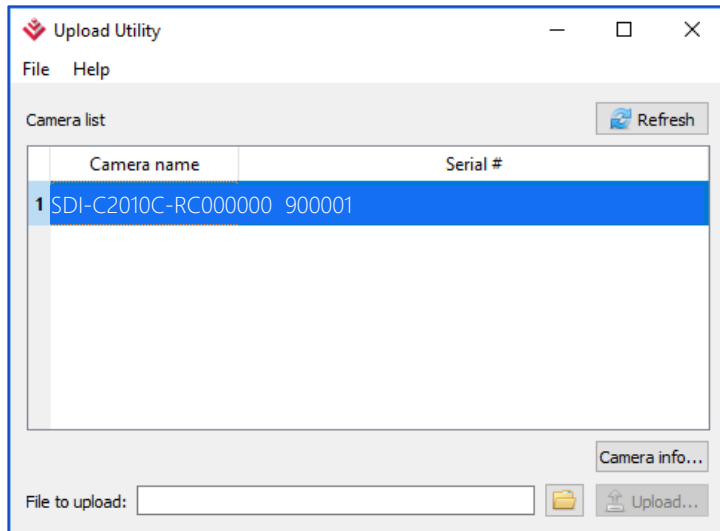 Upload Utility
File Help
Camera list Refresh
Camera name Serial #
1 SDI-C2010C-RC000000 900001
Camera info...
File to upload: Upload...